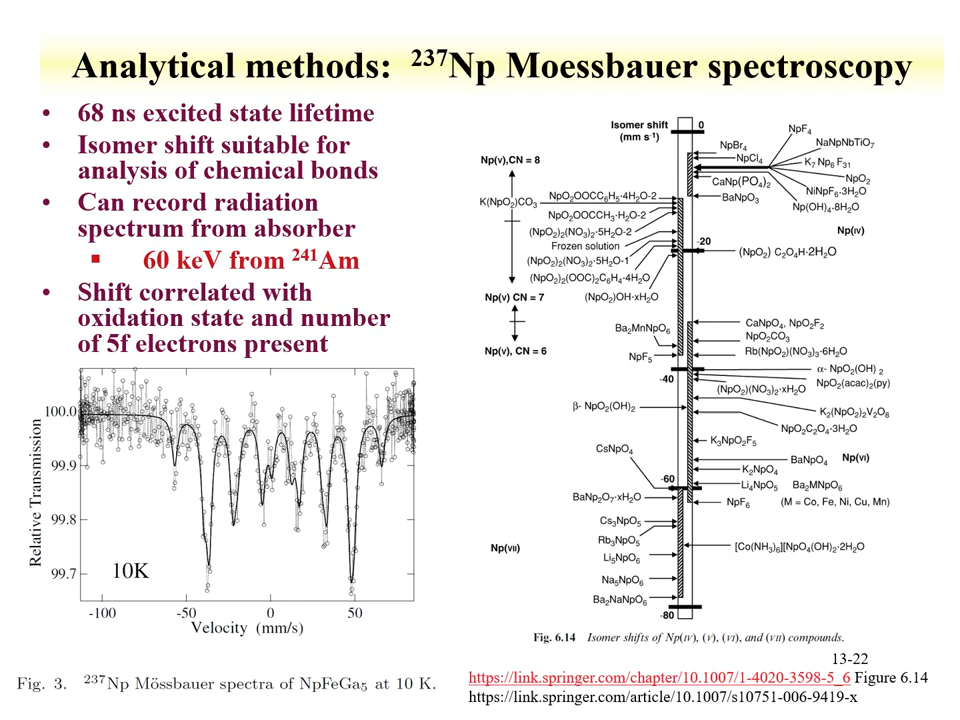 Analytical methods: ²³⁷Np Moessbauer spectroscopy
• 68 ns excited state lifetime
• Isomer shift suitable for
analysis of chemical bonds
• Can record radiation
spectrum from absorber
▪ 60 keV from ²⁴¹Am
• Shift correlated with
oxidation state and number
of 5f electrons present
Relative Transmission
100.0
99.9
99.8
99.7
10K
-100
-50
0
50
Velocity (mm/s)
Fig. 3. ²³⁷Np Mössbauer spectra of NpFeGa₅ at 10 K.
Isomer shift
(mm s⁻¹)
0
-20
-40
-60
-80
Np(V),CN = 8
K(NpO₂)CO₃
Np(V) CN = 7
Np(V), CN = 6
NpO₂OOCC₆H₅·4H₂O-2
NpO₂OOCCH₃·H₂O-2
(NpO₂)₂(NO₃)₂·5H₂O-2
Frozen solution
(NpO₂)₂(NO₃)₂·5H₂O-1
(NpO₂)₂(OOC)₂C₆H₄·4H₂O
(NpO₂)OH·xH₂O
Ba₂MnNpO₆
NpF₅
β- NpO₂(OH)₂
CsNpO₄
BaNp₂O₇·xH₂O
Cs₃NpO₅
Rb₃NpO₅
Np(VII)
Li₅NpO₆
Na₅NpO₆
Ba₂NaNpO₆
NpBr₄
NpCl₄
CaNp(PO₄)₂
BaNpO₃
NpF₄
NaNpNbTiO₇
K₇ Np₆ F₃₁
NpO₂
NiNpF₆·3H₂O
Np(OH)₄·8H₂O
Np(IV)
(NpO₂) C₂O₄H·2H₂O
CaNpO₄, NpO₂F₂
NpO₂CO₃
Rb(NpO₂)(NO₃)₃·6H₂O
α- NpO₂(OH) ₂
NpO₂(acac)₂(py)
(NpO₂)(NO₃)₂·xH₂O
K₂(NpO₂)₂V₂O₈
NpO₂C₂O₄·3H₂O
K₃NpO₂F₅
BaNpO₄ Np(VI)
K₂NpO₄
Li₄NpO₅ Ba₂MNpO₆
NpF₆ (M = Co, Fe, Ni, Cu, Mn)
[Co(NH₃)₆][NpO₄(OH)₂·2H₂O
Fig. 6.14 Isomer shifts of Np(IV), (V), (VI), and (VII) compounds.
13-22
https://link.springer.com/chapter/10.1007/1-4020-3598-5_6 Figure 6.14
https://link.springer.com/article/10.1007/s10751-006-9419-x